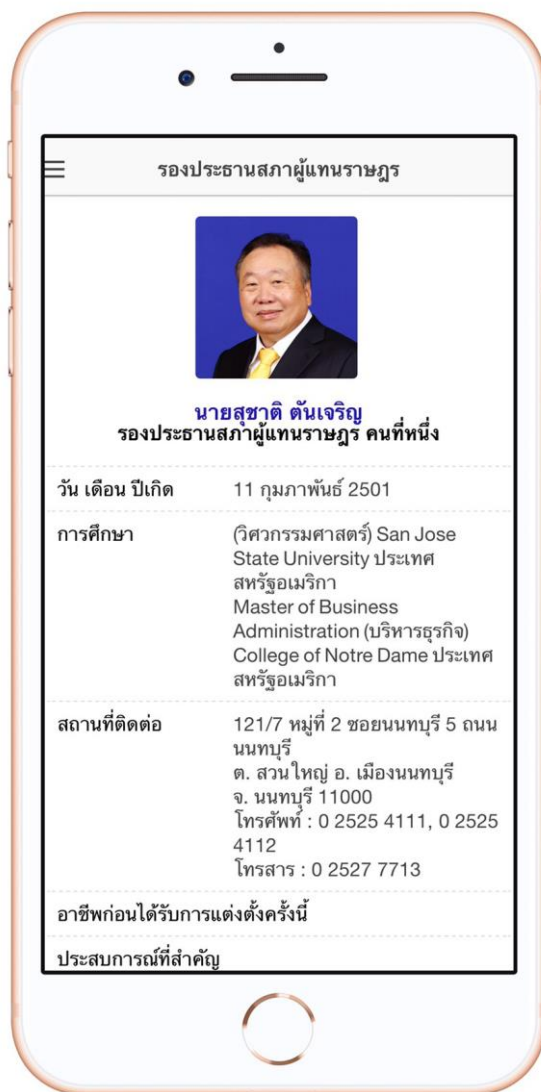 รองประธานสภาผู้แทนราษฎร
นายสุชาติ ตันเจริญ
รองประธานสภาผู้แทนราษฎร คนที่หนึ่ง
วัน เดือน ปีเกิด 11 กุมภาพันธ์ 2501
การศึกษา (วิศวกรรมศาสตร์) San Jose
State University ประเทศ
สหรัฐอเมริกา
Master of Business
Administration (บริหารธุรกิจ)
College of Notre Dame ประเทศ
สหรัฐอเมริกา
สถานที่ติดต่อ 121/7 หมู่ที่ 2 ซอยนนทบุรี 5 ถนน
นนทบุรี
ต. สวนใหญ่ อ. เมืองนนทบุรี
จ. นนทบุรี 11000
โทรศัพท์ : 0 2525 4111, 0 2525
4112
โทรสาร : 0 2527 7713
อาชีพก่อนได้รับการแต่งตั้งครั้งนี้
ประสบการณ์ที่สำคัญ